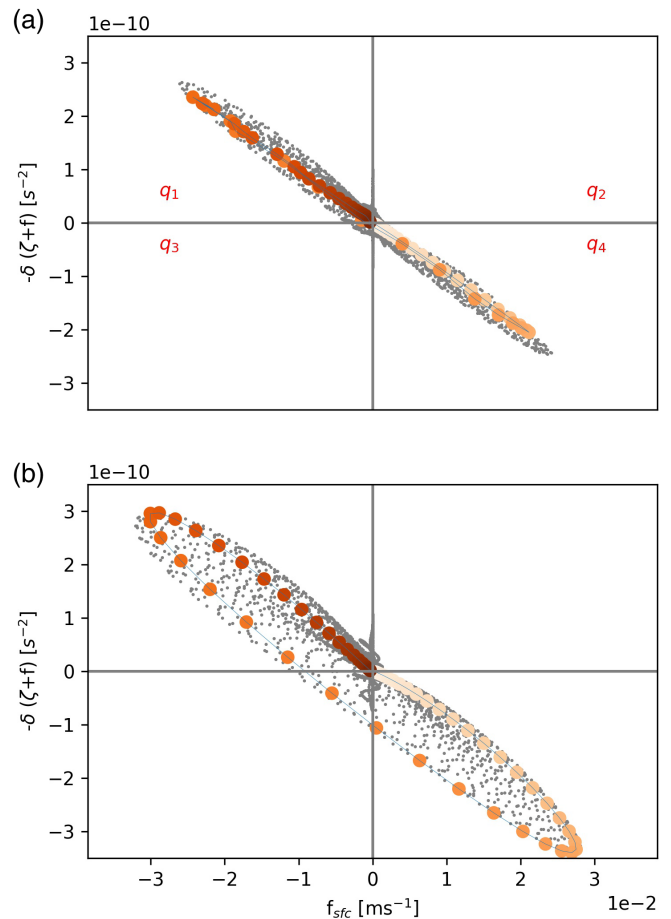 (a)
1e−10
3
2
1
0
−1
−2
−3
-δ (ζ+f) [s⁻²]
q₁
q₂
q₃
q₄
(b)
1e−10
3
2
1
0
−1
−2
−3
-δ (ζ+f) [s⁻²]
−3 −2 −1 0 1 2 3
f_sfc [ms⁻¹]
1e−2